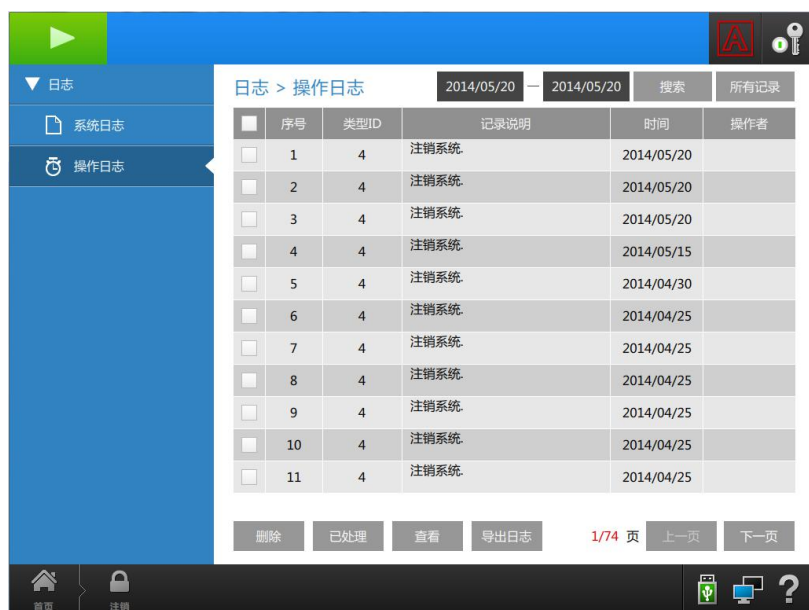 日志
系统日志
操作日志
日志 > 操作日志 2014/05/20 — 2014/05/20 搜索 所有记录
序号 类型ID 记录说明 时间 操作者
1 4 注销系统. 2014/05/20
2 4 注销系统. 2014/05/20
3 4 注销系统. 2014/05/20
4 4 注销系统. 2014/05/15
5 4 注销系统. 2014/04/30
6 4 注销系统. 2014/04/25
7 4 注销系统. 2014/04/25
8 4 注销系统. 2014/04/25
9 4 注销系统. 2014/04/25
10 4 注销系统. 2014/04/25
11 4 注销系统. 2014/04/25
删除 已处理 查看 导出日志 1/74 页 上一页 下一页
首页 注销